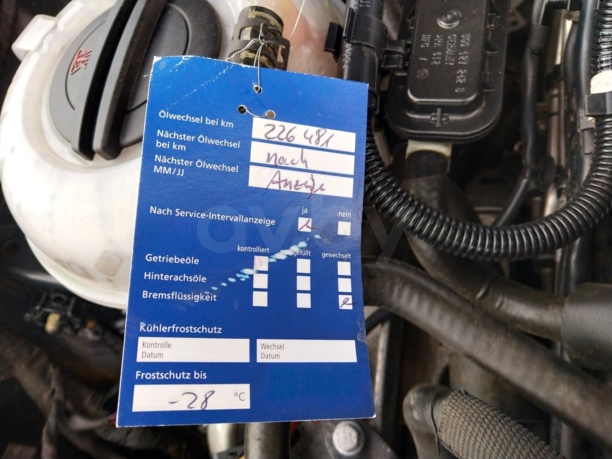 Ölwechsel bei km 226 481
Nächster Ölwechsel
bei km nach
Nächster Ölwechsel
MM/JJ Anzeige
ja nein
Nach Service-Intervallanzeige
kontrolliert gewechselt
Getriebeöle
Hinterachsöle
Bremsflüssigkeit
Kühlerfrostschutz
Kontrolle
Datum
Wechsel
Datum
Frostschutz bis
-28 °C